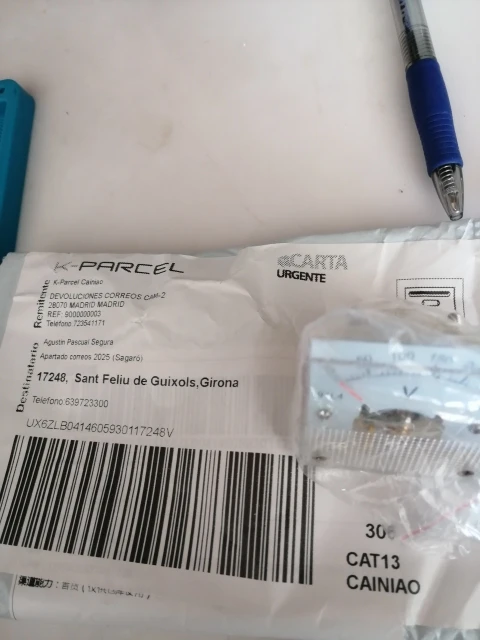 K-PARCEL
aCARTA
URGENTE
Remitente
K-Parcel Cainiao
DEVOLUCIONES CORREOS CAM-2
28070 MADRID MADRID
REF. 9000000003
Telefono:723541171
Destinatario
Agustin Pascual Segura
Apartado correos 2025 (Sagaro)
17248, Sant Feliu de Guixols,Girona
Telefono:639723300
UX6ZLB0414605930117248V
V
CAT13
CAINIAO